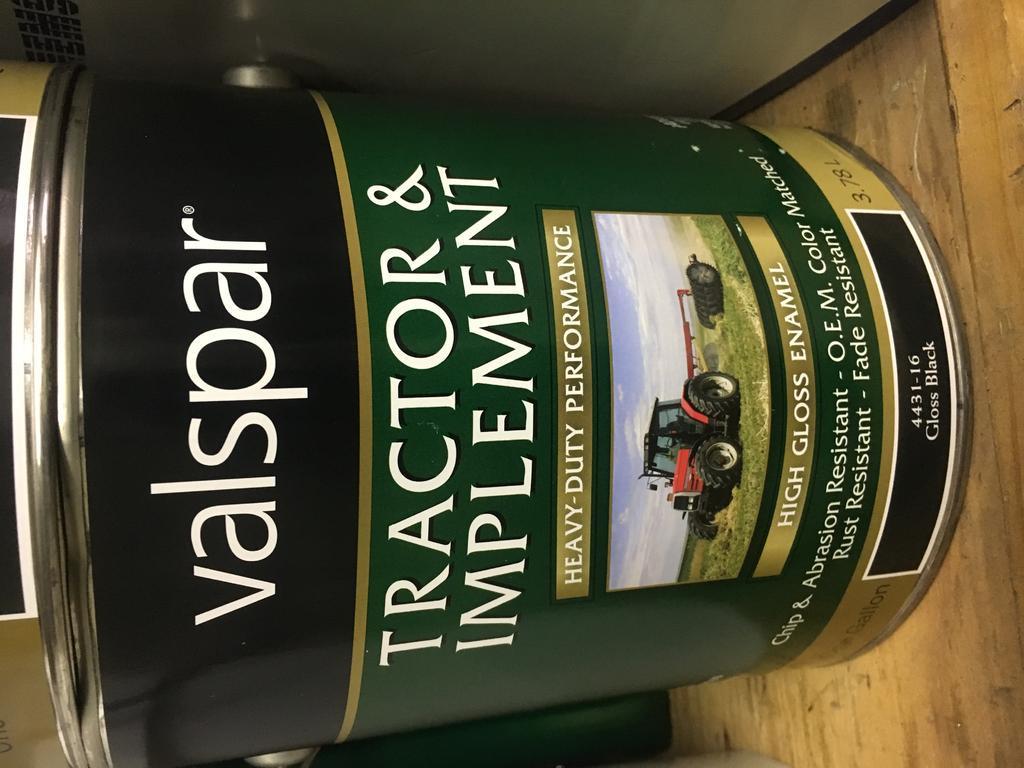 valspar®
TRACTOR &
IMPLEMENT
HEAVY-DUTY PERFORMANCE
HIGH GLOSS ENAMEL
Chip & Abrasion Resistant - O.E.M. Color Matched
Rust Resistant - Fade Resistant
Gallon
3.78 L
4431-16
Gloss Black